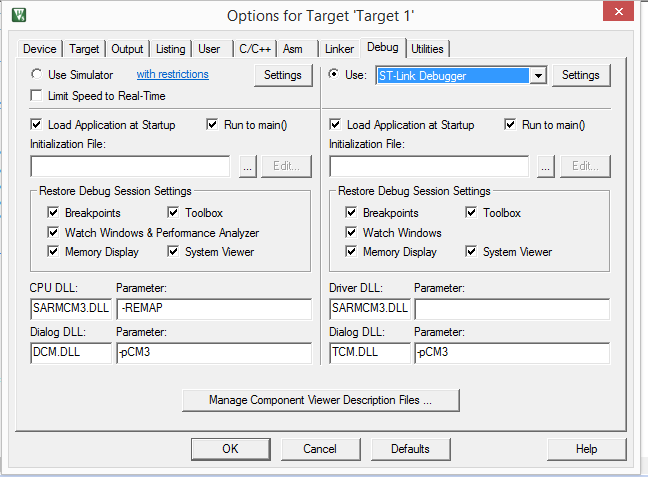 Options for Target 'Target 1'
Device Target Output Listing User C/C++ Asm Linker Debug Utilities
Use Simulator with restrictions Settings Use: ST-Link Debugger Settings
Limit Speed to Real-Time
Load Application at Startup Run to main() Load Application at Startup Run to main()
Initialization File: Initialization File:
... Edit... ... Edit...
Restore Debug Session Settings Restore Debug Session Settings
Breakpoints Toolbox Breakpoints Toolbox
Watch Windows & Performance Analyzer Watch Windows
Memory Display System Viewer Memory Display System Viewer
CPU DLL: Parameter: Driver DLL: Parameter:
SARMCM3.DLL -REMAP SARMCM3.DLL
Dialog DLL: Parameter: Dialog DLL: Parameter:
DCM.DLL -pCM3 TCM.DLL -pCM3
Manage Component Viewer Description Files ...
OK Cancel Defaults Help